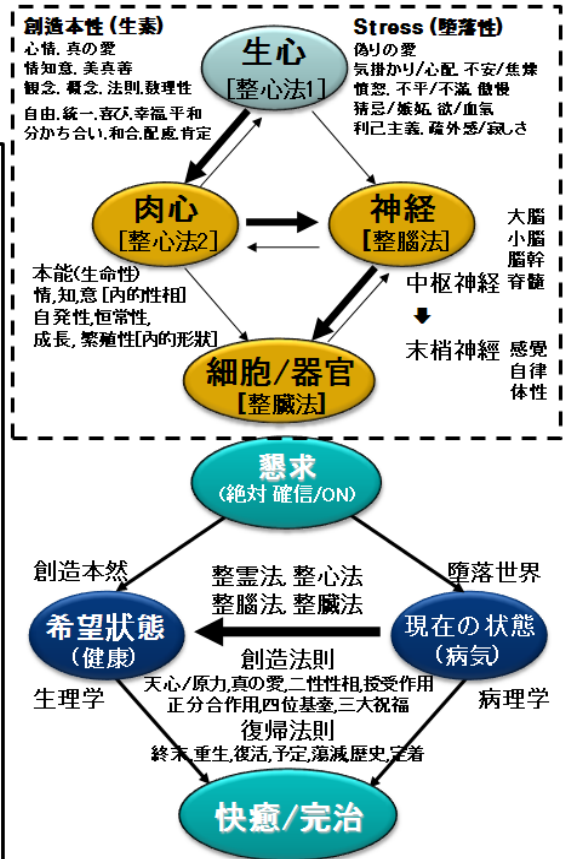 創造本性 (生素)
心情, 真の愛
情知意, 美真善
観念, 概念, 法則, 数理性
自由, 統一, 喜び, 幸福, 平和
分かち合い, 和合, 配慮, 肯定
Stress (堕落性)
偽りの愛
気掛かり/心配, 不安/焦燥
憤怒, 不平/不満, 傲慢
猜忌/嫉妬, 欲/血氣
利己主義, 疎外感/寂しさ
生心
[整心法1]
肉心
[整心法2]
神経
[整脳法]
大腦
小腦
腦幹
脊髄
中枢神経
本能(生命性)
情,知,意 [內的性相]
自発性,恒常性,
成長, 繁殖性[內的形狀]
末梢神經
感覺
自律
体性
細胞/器官
[整臓法]
懇求
(絶対 確信/ON)
創造本然
堕落世界
整霊法, 整心法
整腦法, 整臓法
希望狀態
(健康)
現在の状態
(病気)
創造法則
天心/原力,真の愛,二性性相,授受作用
正分合作用,四位基臺,三大祝福
生理学
病理学
復帰法則
終末,重生,復活,予定,蕩減,歴史,定着
快癒/完治